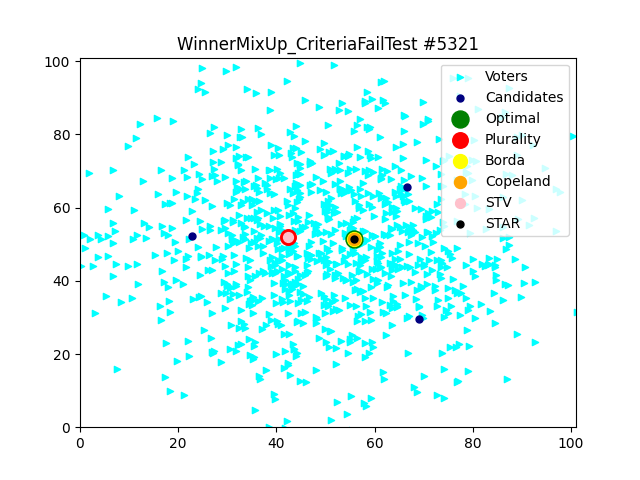 WinnerMixUp_CriteriaFailTest #5321
100
80
60
40
20
0
0
20
40
60
80
100
Voters
Candidates
Optimal
Plurality
Borda
Copeland
STV
STAR